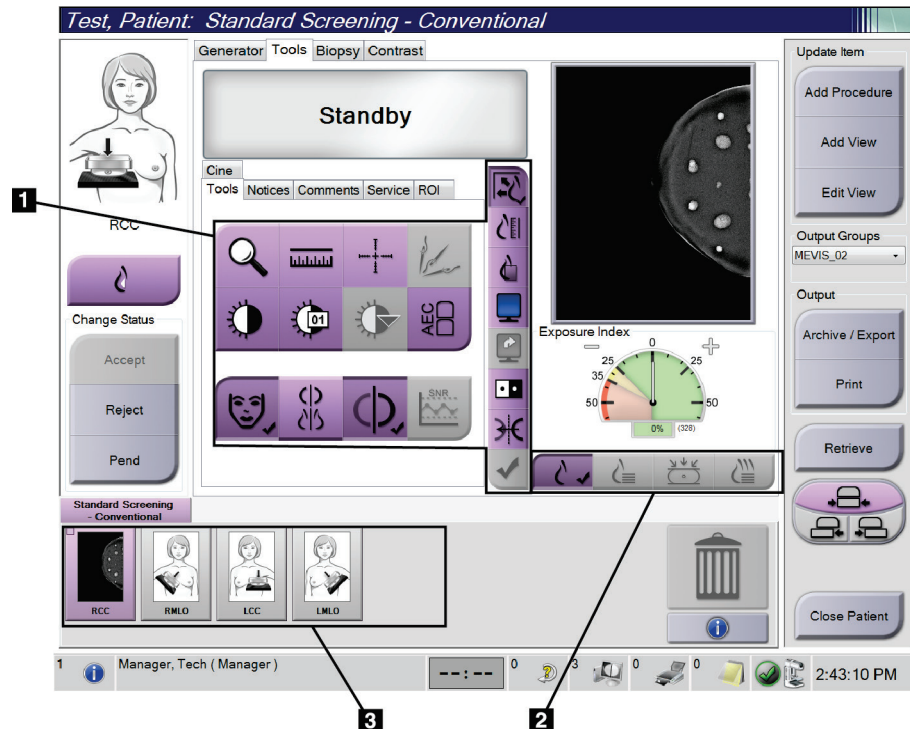 Test, Patient: Standard Screening - Conventional
Generator Tools Biopsy Contrast
Update Item
Add Procedure
Add View
Edit View
Standby
Cine
Tools Notices Comments Service ROI
1
RCC
01
AEC
SNR
Change Status
Accept
Reject
Pend
Output Groups
MEVIS_02
Output
Archive / Export
Print
Exposure Index
0
25 25
35
50 50
0% (328)
Retrieve
Standard Screening
- Conventional
RCC RMLO LCC LMLO
Close Patient
1 Manager, Tech ( Manager ) --:-- 0 3 0 0 2:43:10 PM
3 2